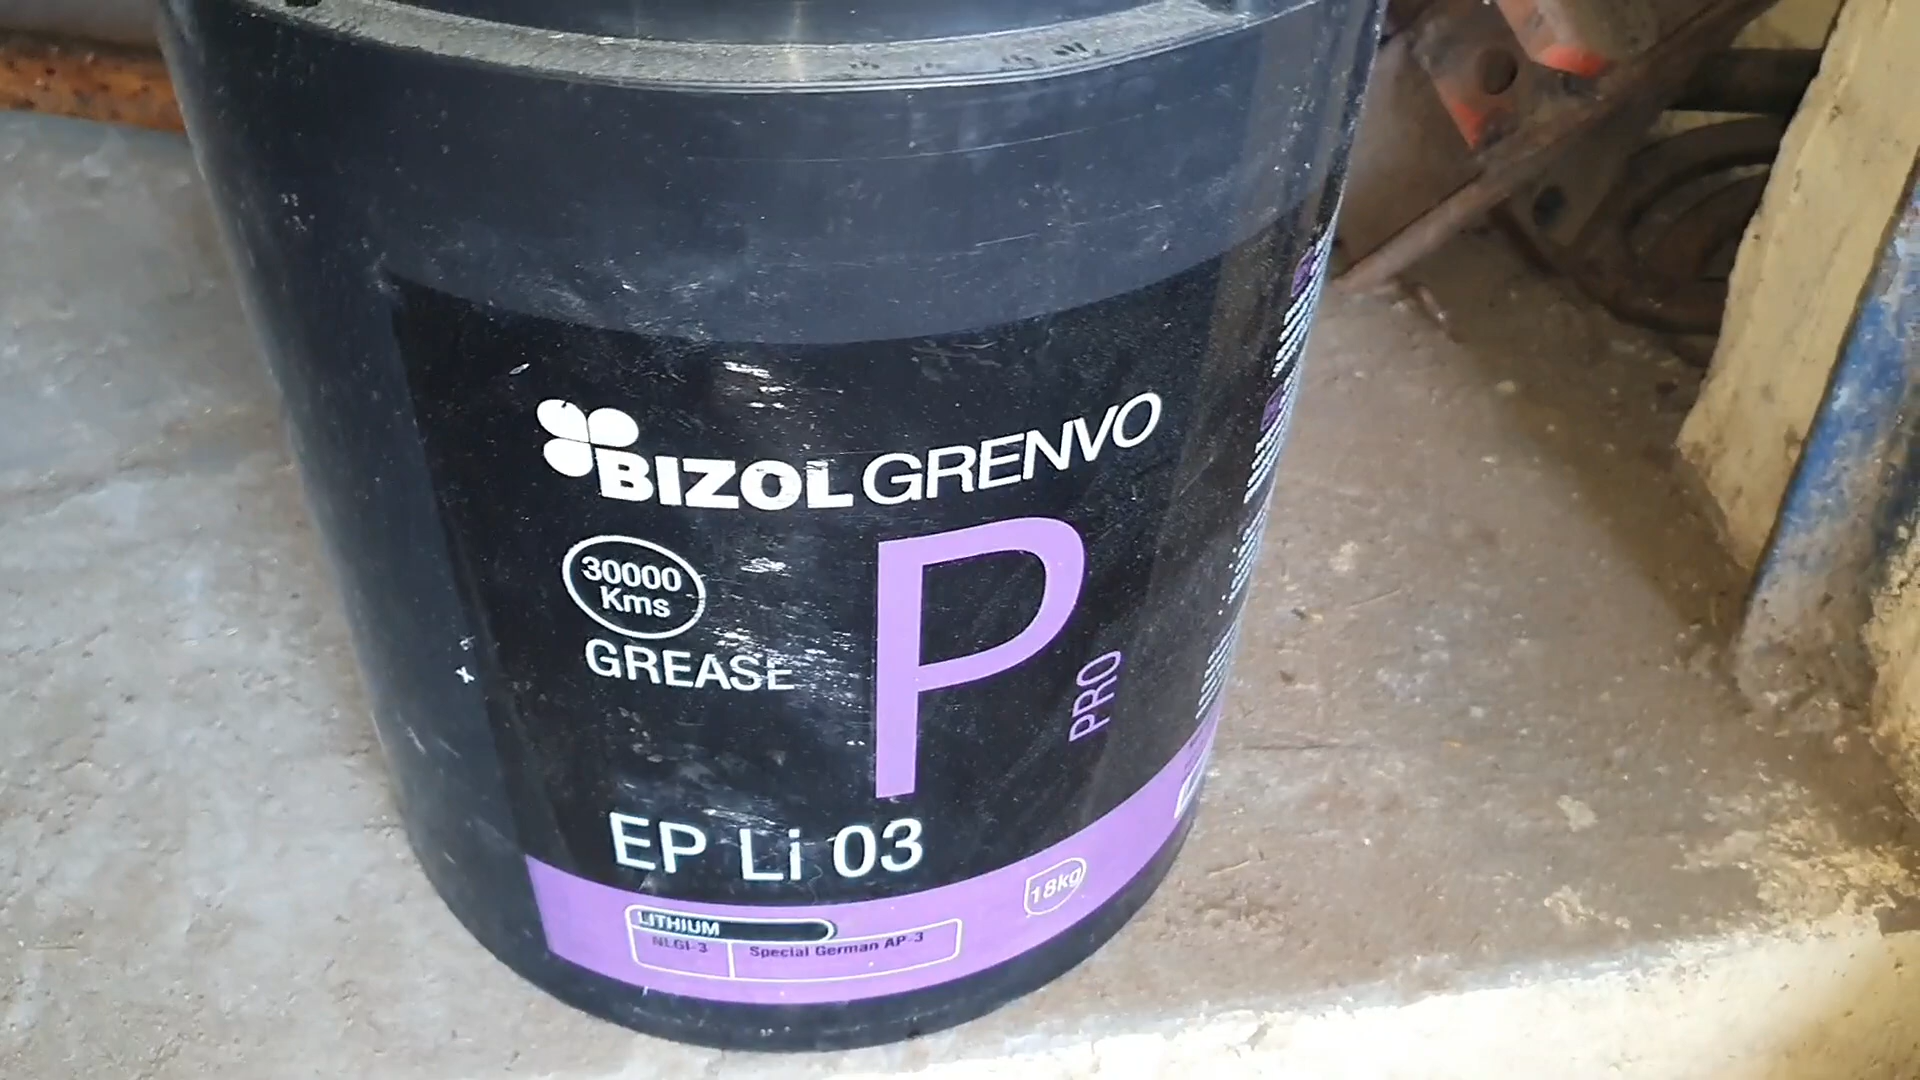 BIZOL GRENVO
30000
Kms
GREASE
P
PRO
EP Li 03
18kg
LITHIUM
NLGI-3
Special German AP-3